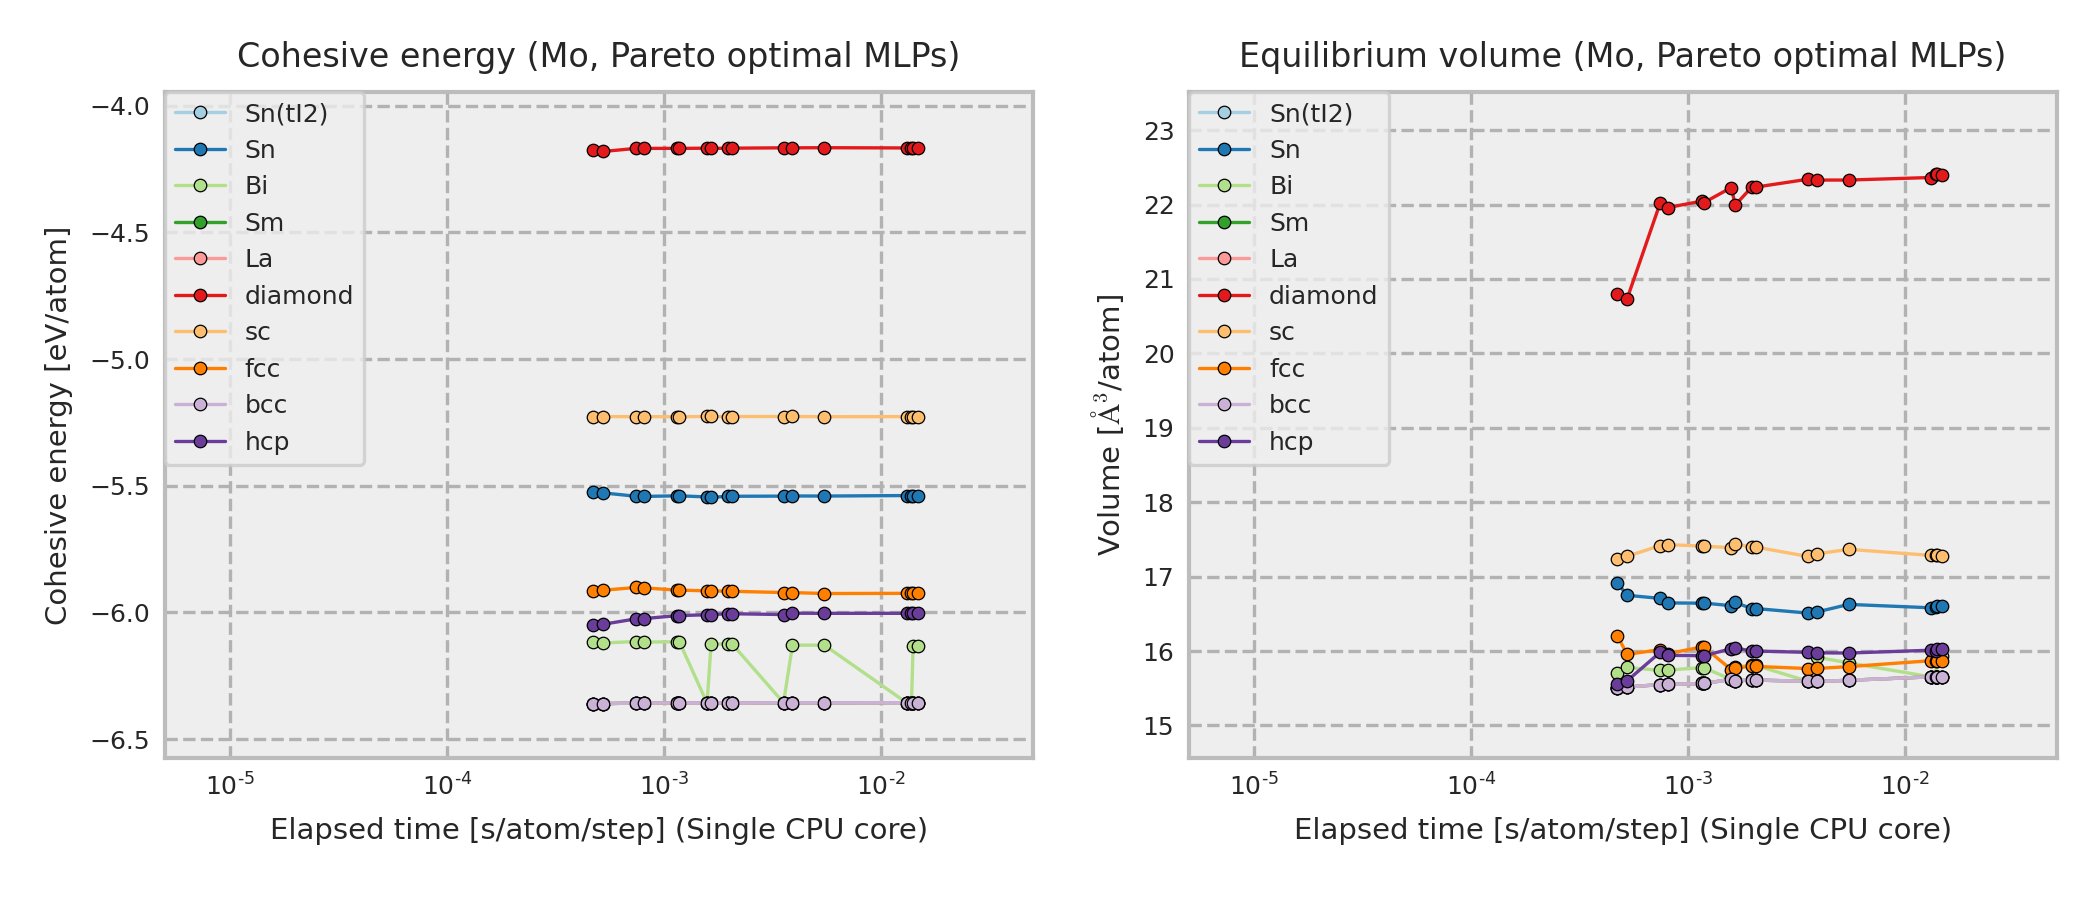 Cohesive energy (Mo, Pareto optimal MLPs)
−4.0
−4.5
−5.0
−5.5
−6.0
−6.5
Cohesive energy [eV/atom]
Sn(tI2)
Sn
Bi
Sm
La
diamond
sc
fcc
bcc
hcp
10-5
10-4
10-3
10-2
Elapsed time [s/atom/step] (Single CPU core)
Equilibrium volume (Mo, Pareto optimal MLPs)
23
22
21
20
19
18
17
16
15
Volume [Å3/atom]
Sn(tI2)
Sn
Bi
Sm
La
diamond
sc
fcc
bcc
hcp
10-5
10-4
10-3
10-2
Elapsed time [s/atom/step] (Single CPU core)